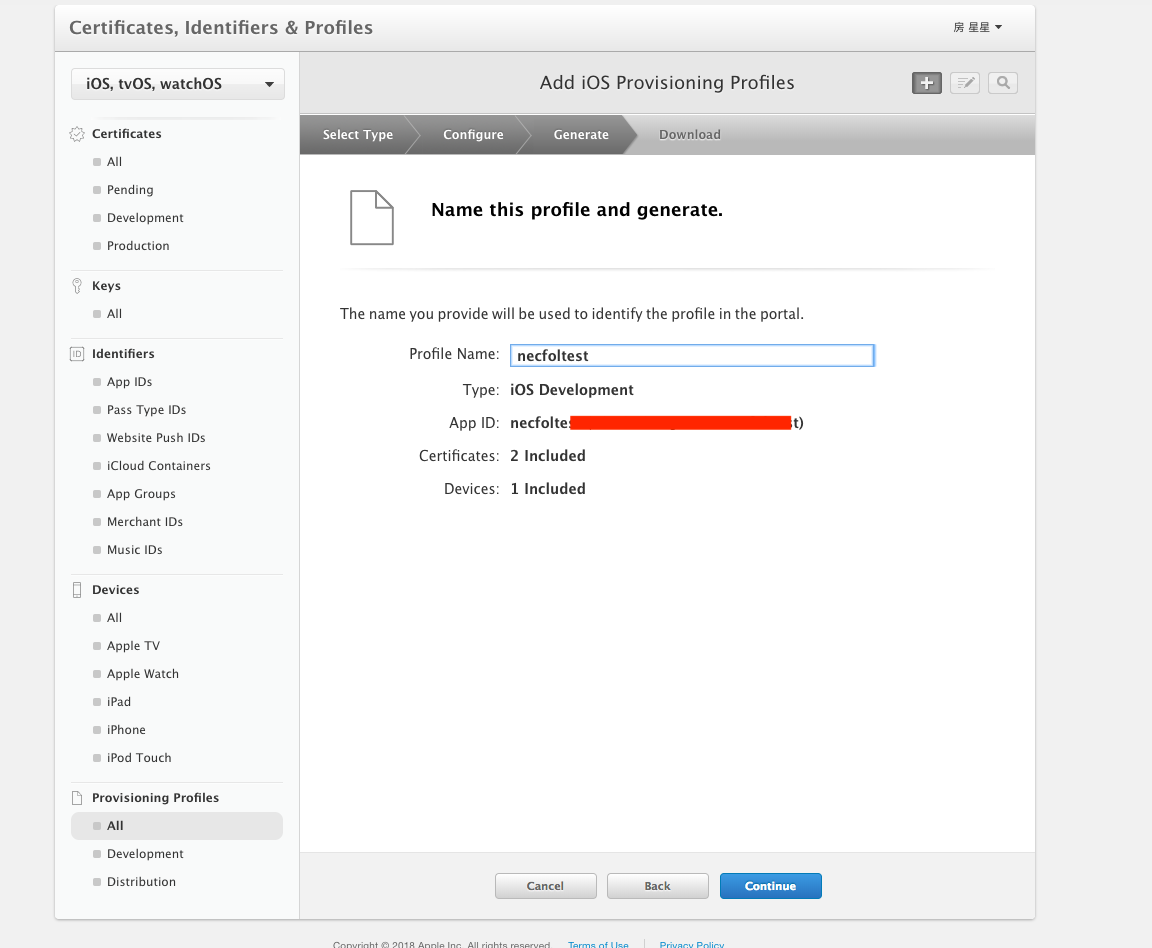 Certificates, Identifiers & Profiles
房 星星
iOS, tvOS, watchOS
Certificates
All
Pending
Development
Production
Keys
All
ID
Identifiers
App IDs
Pass Type IDs
Website Push IDs
iCloud Containers
App Groups
Merchant IDs
Music IDs
Devices
All
Apple TV
Apple Watch
iPad
iPhone
iPod Touch
Provisioning Profiles
All
Development
Distribution
Add iOS Provisioning Profiles
Select Type Configure Generate Download
Name this profile and generate.
The name you provide will be used to identify the profile in the portal.
Profile Name: necfoltest
Type: iOS Development
App ID: necfoltes t)
Certificates: 2 Included
Devices: 1 Included
Cancel Back Continue
Copyright © 2018 Apple Inc. All rights reserved. Terms of Use Privacy Policy